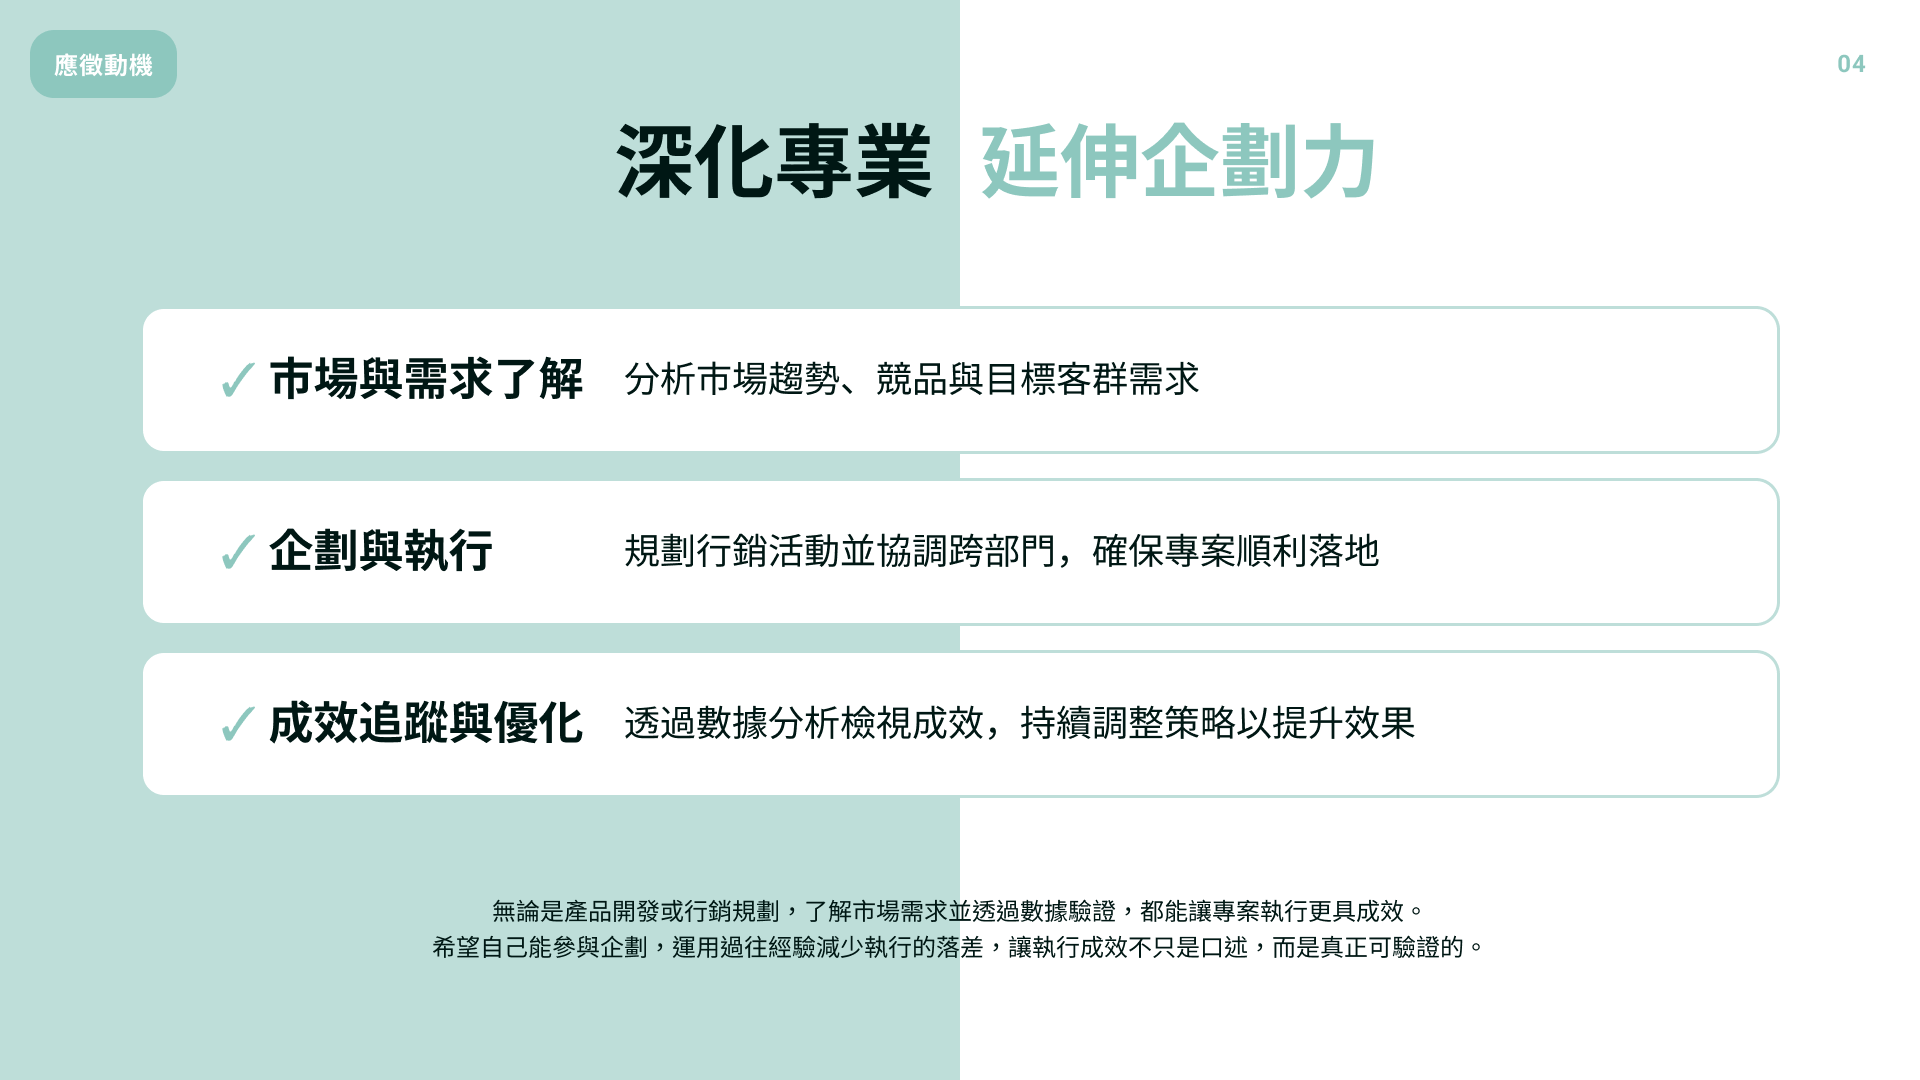 應徵動機
04
深化專業 延伸企劃力
✓ 市場與需求了解 分析市場趨勢、競品與目標客群需求
✓ 企劃與執行 規劃行銷活動並協調跨部門，確保專案順利落地
✓ 成效追蹤與優化 透過數據分析檢視成效，持續調整策略以提升效果
無論是產品開發或行銷規劃，了解市場需求並透過數據驗證，都能讓專案執行更具成效。
希望自己能參與企劃，運用過往經驗減少執行的落差，讓執行成效不只是口述，而是真正可驗證的。